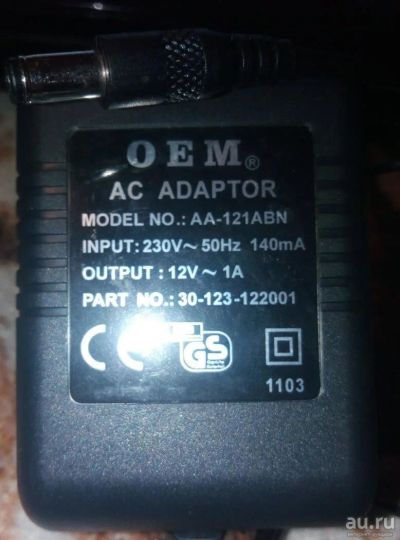 OEM®
AC ADAPTOR
MODEL NO.: AA-121ABN
INPUT: 230V~ 50Hz 140mA
OUTPUT : 12V~ 1A
PART NO.: 30-123-122001
CE CE GS
1103
au.ru